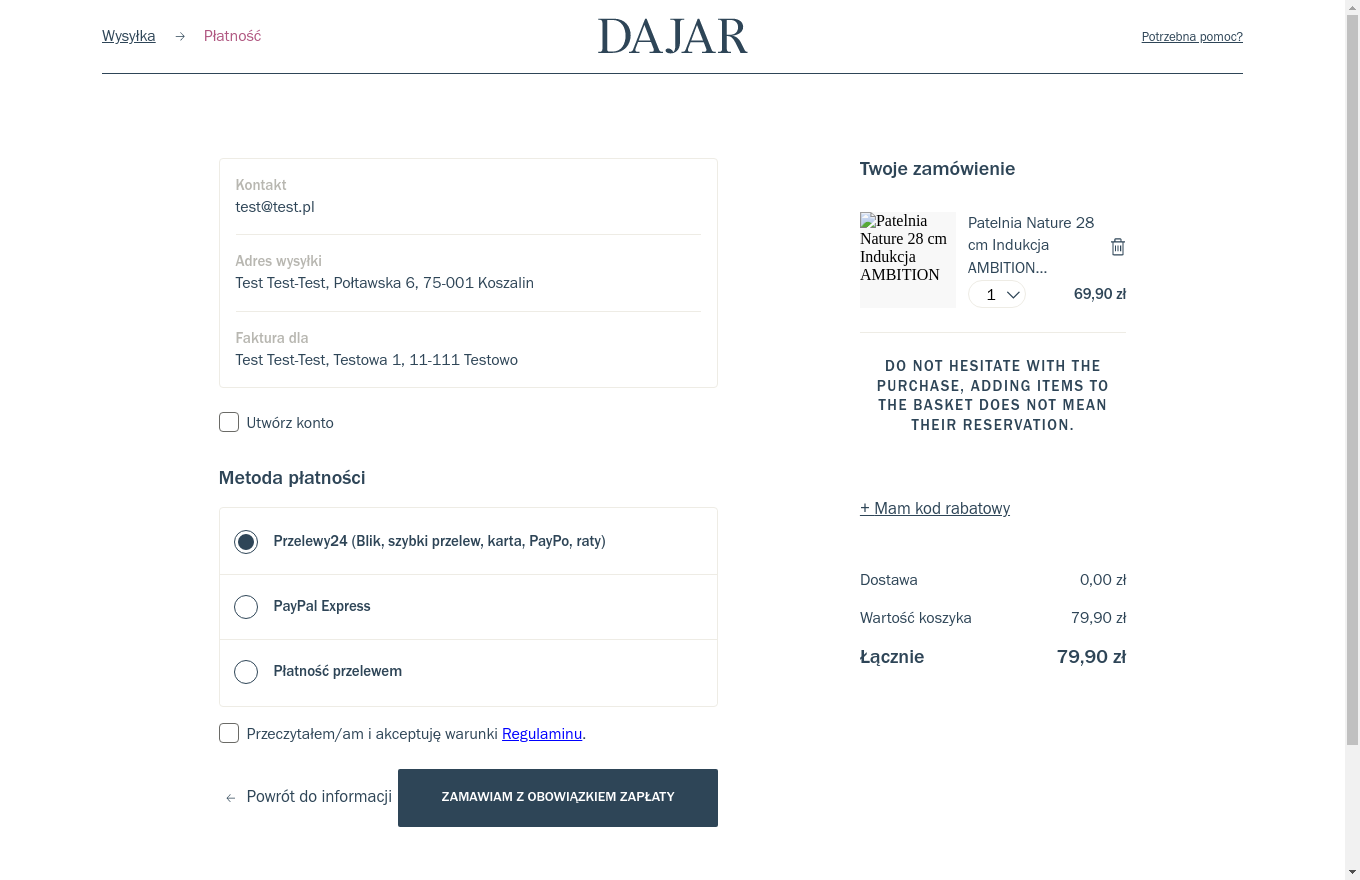 Wysyłka → Płatność
DAJAR
Potrzebna pomoc?
Kontakt
test@test.pl
Adres wysyłki
Test Test-Test, Połtawska 6, 75-001 Koszalin
Faktura dla
Test Test-Test, Testowa 1, 11-111 Testowo
Utwórz konto
Metoda płatności
Przelewy24 (Blik, szybki przelew, karta, PayPo, raty)
PayPal Express
Płatność przelewem
Przeczytałem/am i akceptuję warunki Regulaminu.
← Powrót do informacji
ZAMAWIAM Z OBOWIĄZKIEM ZAPŁATY
Twoje zamówienie
Patelnia
Nature 28 cm
Indukcja
AMBITION
Patelnia Nature 28
cm Indukcja
AMBITION...
1
69,90 zł
DO NOT HESITATE WITH THE
PURCHASE, ADDING ITEMS TO
THE BASKET DOES NOT MEAN
THEIR RESERVATION.
+ Mam kod rabatowy
Dostawa 0,00 zł
Wartość koszyka 79,90 zł
Łącznie 79,90 zł